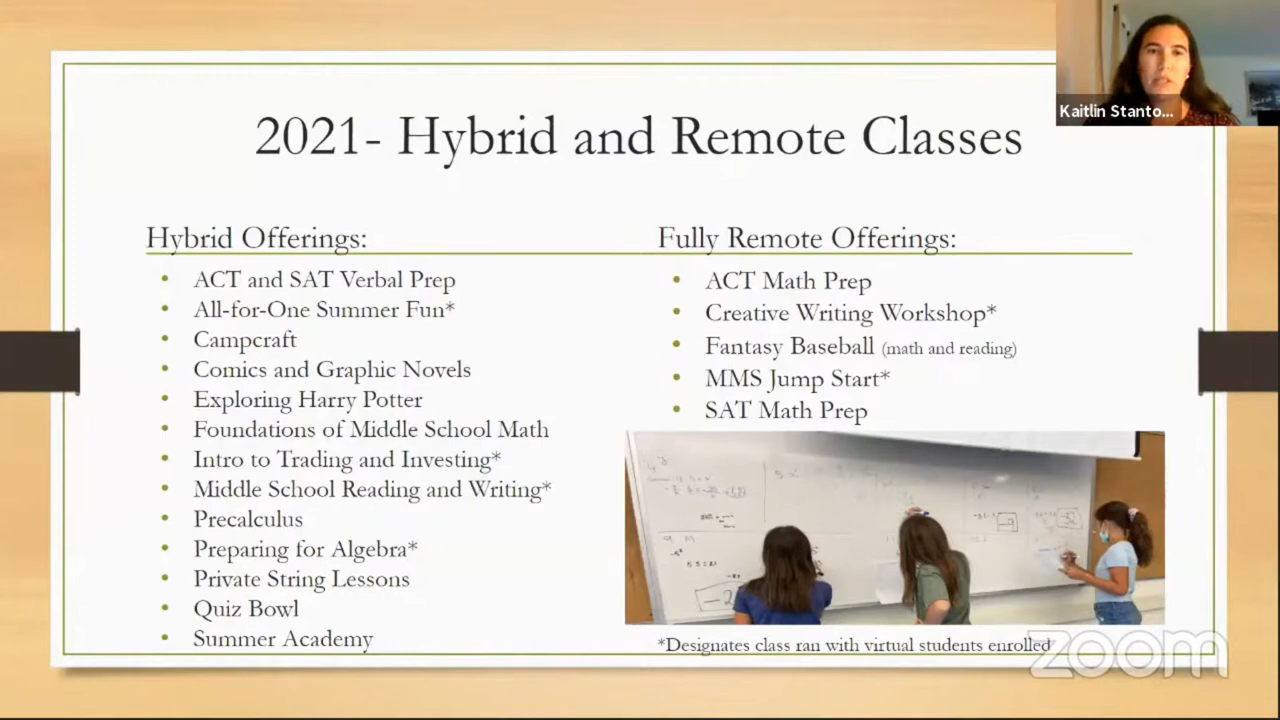 2021- Hybrid and Remote Classes
Kaitlin Stanto...
Hybrid Offerings:
• ACT and SAT Verbal Prep
• All-for-One Summer Fun*
• Campcraft
• Comics and Graphic Novels
• Exploring Harry Potter
• Foundations of Middle School Math
• Intro to Trading and Investing*
• Middle School Reading and Writing*
• Precalculus
• Preparing for Algebra*
• Private String Lessons
• Quiz Bowl
• Summer Academy
Fully Remote Offerings:
• ACT Math Prep
• Creative Writing Workshop*
• Fantasy Baseball (math and reading)
• MMS Jump Start*
• SAT Math Prep
*Designates class ran with virtual students enrolled
zoom